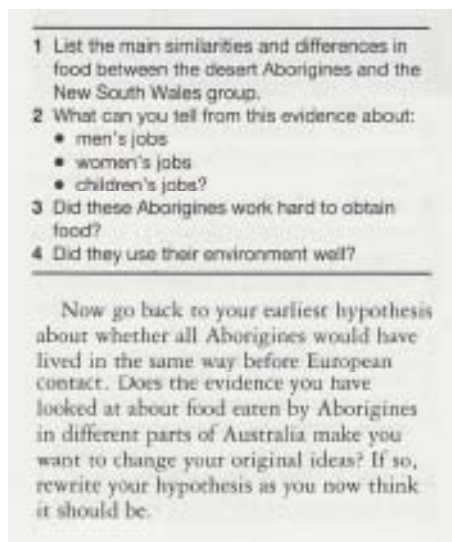 1 List the main similarities and differences in
food between the desert Aborigines and the
New South Wales group.
2 What can you tell from this evidence about:
• men's jobs
• women's jobs
• children's jobs?
3 Did these Aborigines work hard to obtain
food?
4 Did they use their environment well?
Now go back to your earliest hypothesis
about whether all Aborigines would have
lived in the same way before European
contact. Does the evidence you have
looked at about food eaten by Aborigines
in different parts of Australia make you
want to change your original ideas? If so,
rewrite your hypothesis as you now think
it should be.